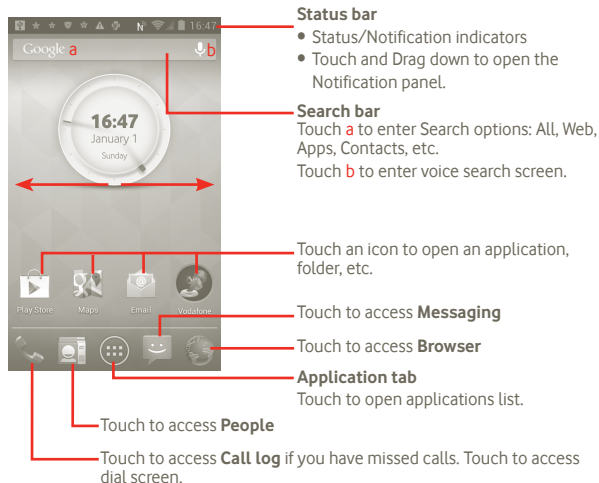 16:47
Status bar
• Status/Notification indicators
• Touch and Drag down to open the
Notification panel.
Google a
b
Search bar
Touch a to enter Search options: All, Web,
Apps, Contacts, etc.
Touch b to enter voice search screen.
16:47
January 1
Sunday
Touch an icon to open an application,
folder, etc.
Play Store
Maps
Email
Vodafone
Touch to access Messaging
Touch to access Browser
Application tab
Touch to open applications list.
Touch to access People
Touch to access Call log if you have missed calls. Touch to access
dial screen.